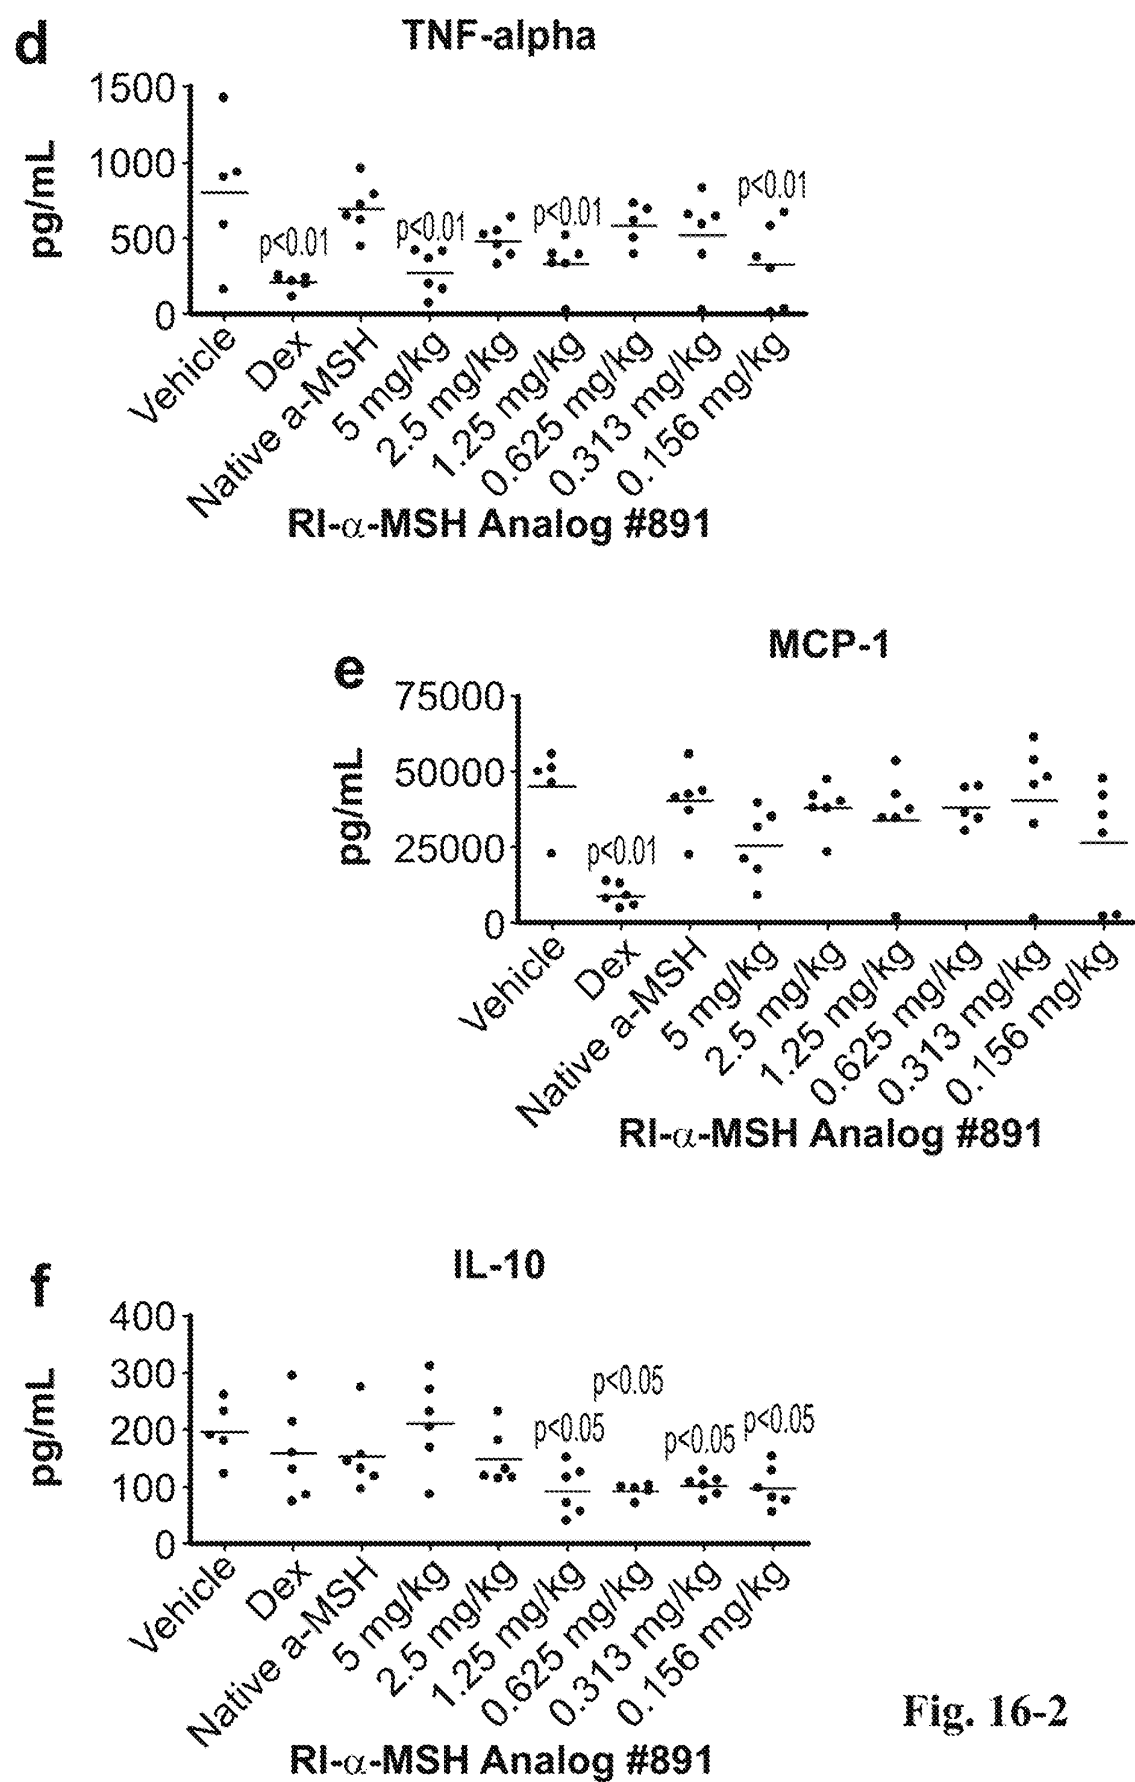 d
TNF-alpha
pg/mL
1500
1000
500
0
p<0.01
p<0.01
p<0.01
p<0.01
Vehicle
Dex
Native a-MSH
5 mg/kg
2.5 mg/kg
1.25 mg/kg
0.625 mg/kg
0.313 mg/kg
0.156 mg/kg
RI-α-MSH Analog #891
e
MCP-1
pg/mL
75000
50000
25000
0
p<0.01
Vehicle
Dex
Native a-MSH
5 mg/kg
2.5 mg/kg
1.25 mg/kg
0.625 mg/kg
0.313 mg/kg
0.156 mg/kg
RI-α-MSH Analog #891
f
IL-10
pg/mL
400
300
200
100
0
p<0.05
p<0.05
p<0.05
p<0.05
Vehicle
Dex
Native a-MSH
5 mg/kg
2.5 mg/kg
1.25 mg/kg
0.625 mg/kg
0.313 mg/kg
0.156 mg/kg
RI-α-MSH Analog #891
Fig. 16-2